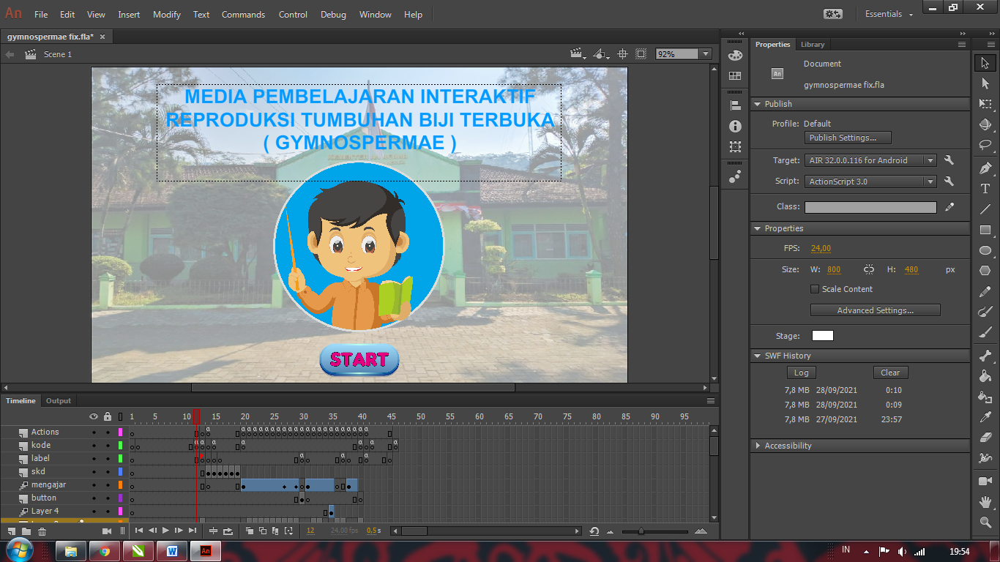 An File Edit View Insert Modify Text Commands Control Debug Window Help Essentials
gymnospermae fix.fla* ×
Scene 1 92%
MEDIA PEMBELAJARAN INTERAKTIF
REPRODUKSI TUMBUHAN BIJI TERBUKA
( GYMNOSPERMAE )
START
Properties Library
Document
An gymnospermae fix.fla
Publish
Profile: Default
Publish Settings...
Target: AIR 32.0.0.116 for Android
Script: ActionScript 3.0
Class:
Properties
FPS: 24,00
Size: W: 800 H: 480 px
Scale Content
Advanced Settings...
Stage:
SWF History
Log Clear
7,8 MB 28/09/2021 0:10
7,8 MB 28/09/2021 0:09
7,8 MB 27/09/2021 23:57
Accessibility
Timeline Output
1 5 10 15 20 25 30 35 40 45 50 55 60 65 70 75 80 85 90 95
Actions
kode
label
skd
mengajar
button
Layer 4
12 24,00 fps 0,5 s
W An IN 19:54